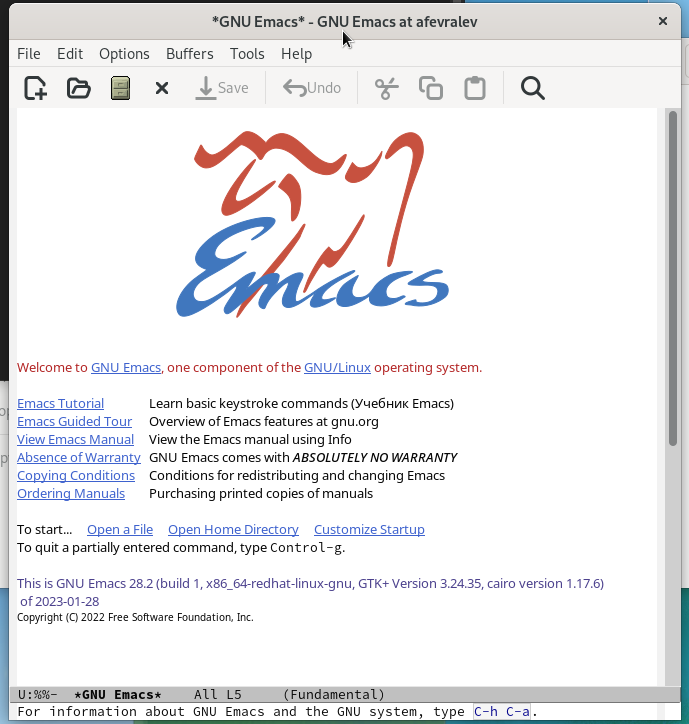 *GNU Emacs* - GNU Emacs at afevralev
File Edit Options Buffers Tools Help
Save Undo
Emacs
Welcome to GNU Emacs, one component of the GNU/Linux operating system.
Emacs Tutorial Learn basic keystroke commands (Учебник Emacs)
Emacs Guided Tour Overview of Emacs features at gnu.org
View Emacs Manual View the Emacs manual using Info
Absence of Warranty GNU Emacs comes with ABSOLUTELY NO WARRANTY
Copying Conditions Conditions for redistributing and changing Emacs
Ordering Manuals Purchasing printed copies of manuals
To start... Open a File Open Home Directory Customize Startup
To quit a partially entered command, type Control-g.
This is GNU Emacs 28.2 (build 1, x86_64-redhat-linux-gnu, GTK+ Version 3.24.35, cairo version 1.17.6)
of 2023-01-28
Copyright (C) 2022 Free Software Foundation, Inc.
U:%%- *GNU Emacs* All L5 (Fundamental)
For information about GNU Emacs and the GNU system, type C-h C-a.